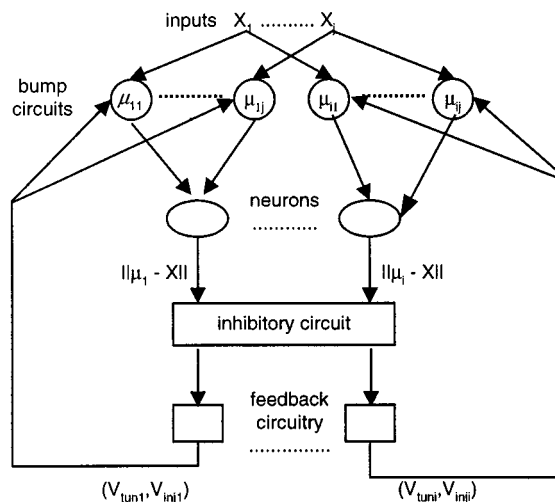 inputs X₁ .......... Xⱼ
bump circuits
μ₁₁ .......... μ₁ⱼ μᵢ₁ .......... μᵢⱼ
neurons
..........
||μ₁ - X|| ||μᵢ - X||
inhibitory circuit
feedback circuitry
..........
(Vₜᵤₙ₁,Vᵢₙⱼ₁) (Vₜᵤₙᵢ,Vᵢₙⱼᵢ)